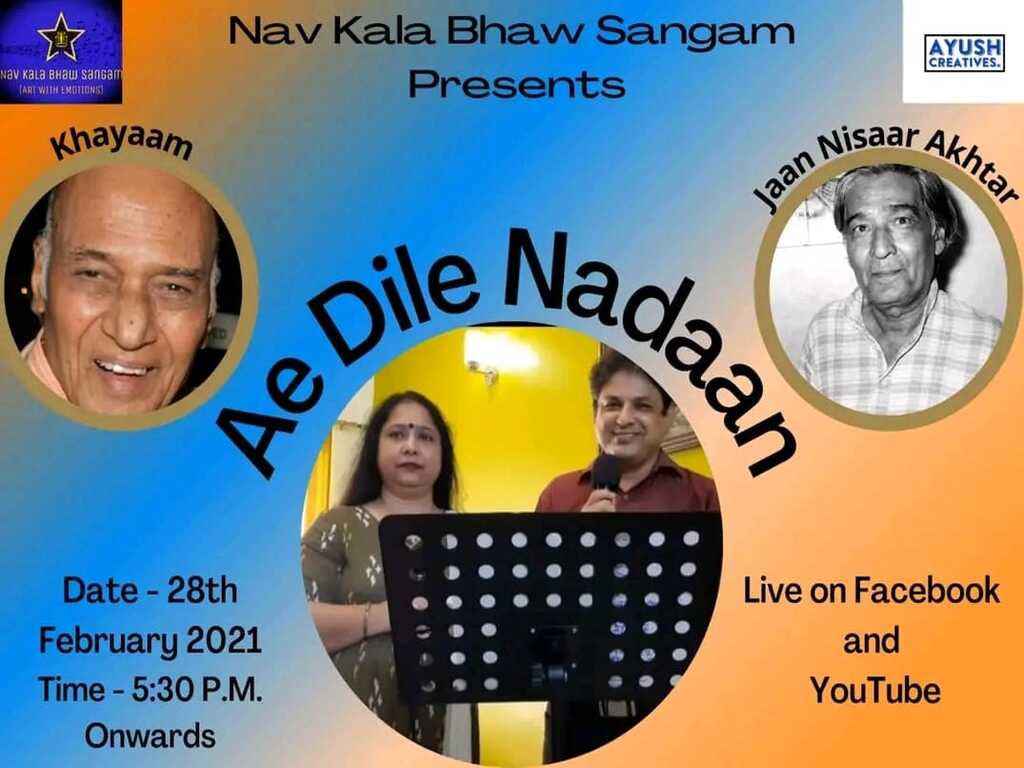 Nav Kala Bhaw Sangam
Presents
Nav Kala Bhaw Sangam
(ART WITH EMOTIONS)
AYUSH
CREATIVES.
Khayaam
Jaan Nisaar Akhtar
Ae Dile Nadaan
Date - 28th
February 2021
Time - 5:30 P.M.
Onwards
Live on Facebook
and
YouTube